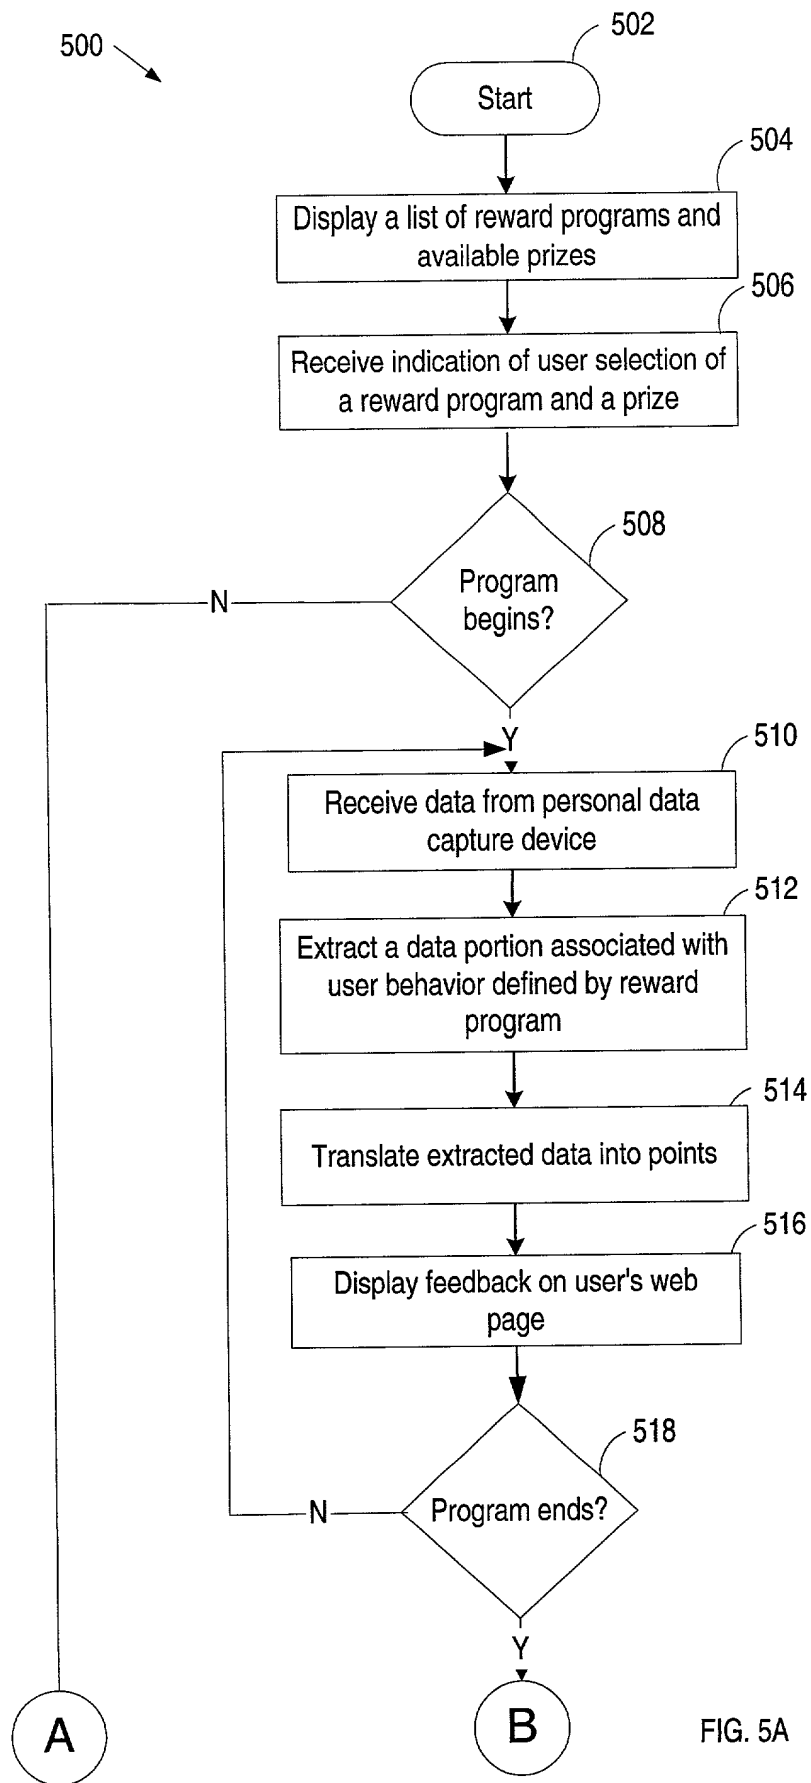 500
502
Start
504
Display a list of reward programs and
available prizes
506
Receive indication of user selection of
a reward program and a prize
508
Program
begins?
N
Y
510
Receive data from personal data
capture device
512
Extract a data portion associated with
user behavior defined by reward
program
514
Translate extracted data into points
516
Display feedback on user's web
page
518
Program ends?
N
Y
A
B
FIG. 5A